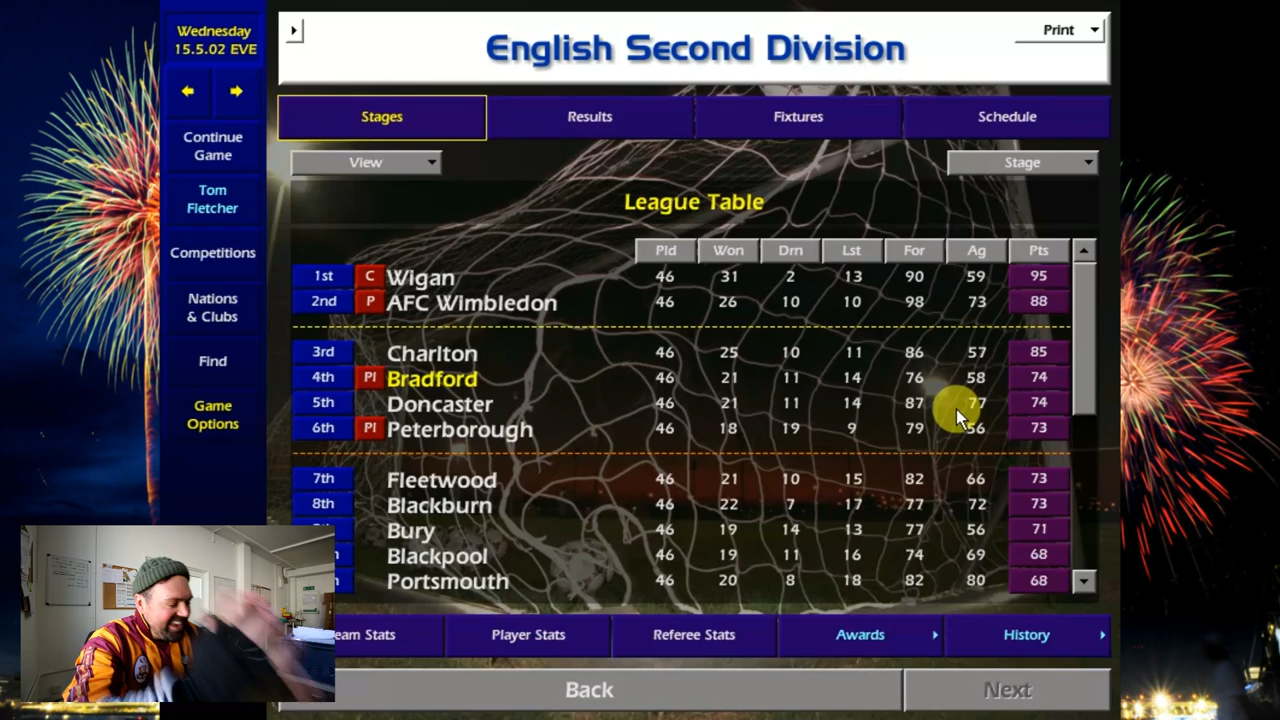 Wednesday
15.5.02 EVE
Continue
Game
Tom
Fletcher
Competitions
Nations
& Clubs
Find
Game
Options
English Second Division
Print
Stages Results Fixtures Schedule
View Stage
League Table
Pld Won Drn Lst For Ag Pts
1st C Wigan 46 31 2 13 90 59 95
2nd P AFC Wimbledon 46 26 10 10 98 73 88
3rd Charlton 46 25 10 11 86 57 85
4th Pl Bradford 46 21 11 14 76 58 74
5th Doncaster 46 21 11 14 87 77 74
6th Pl Peterborough 46 18 19 9 79 56 73
7th Fleetwood 46 21 10 15 82 66 73
8th Blackburn 46 22 7 17 77 72 73
Bury 46 19 14 13 77 56 71
Blackpool 46 19 11 16 74 69 68
Portsmouth 46 20 8 18 82 80 68
Stats Player Stats Referee Stats Awards History
Back Next